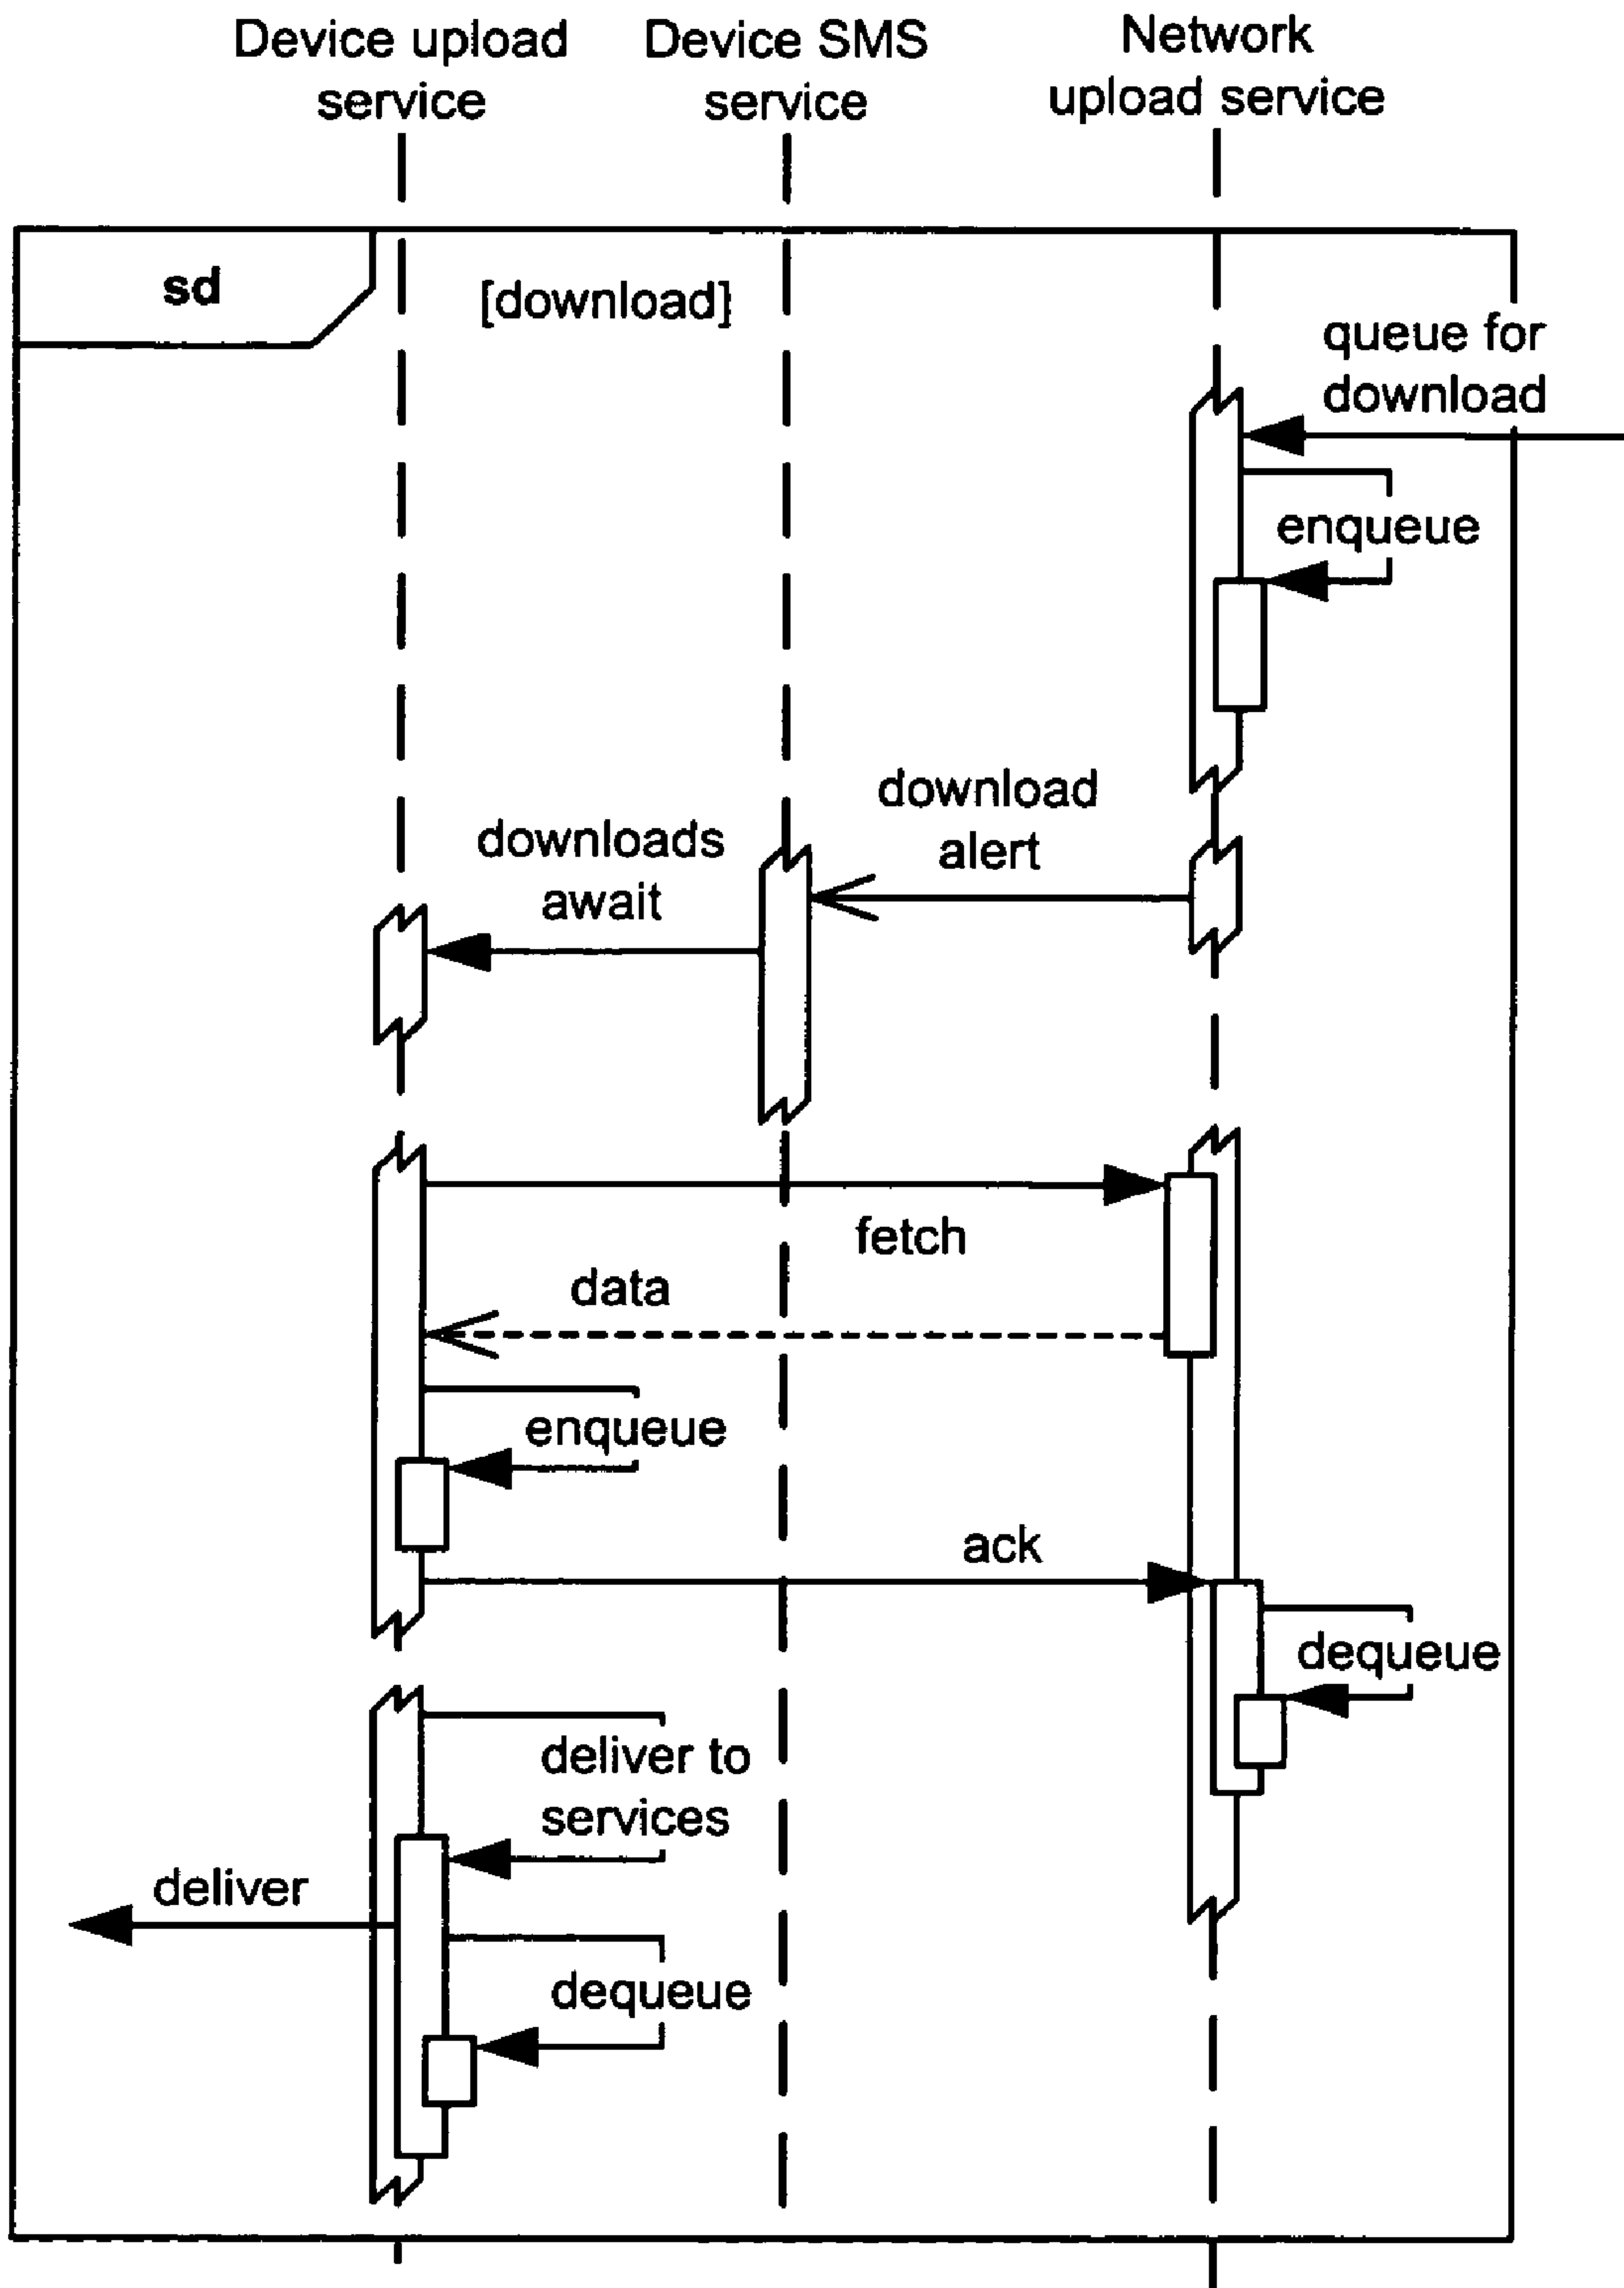 Device upload
service
Device SMS
service
Network
upload service
sd
[download]
queue for
download
enqueue
download
alert
downloads
await
fetch
data
enqueue
ack
dequeue
deliver to
services
deliver
dequeue